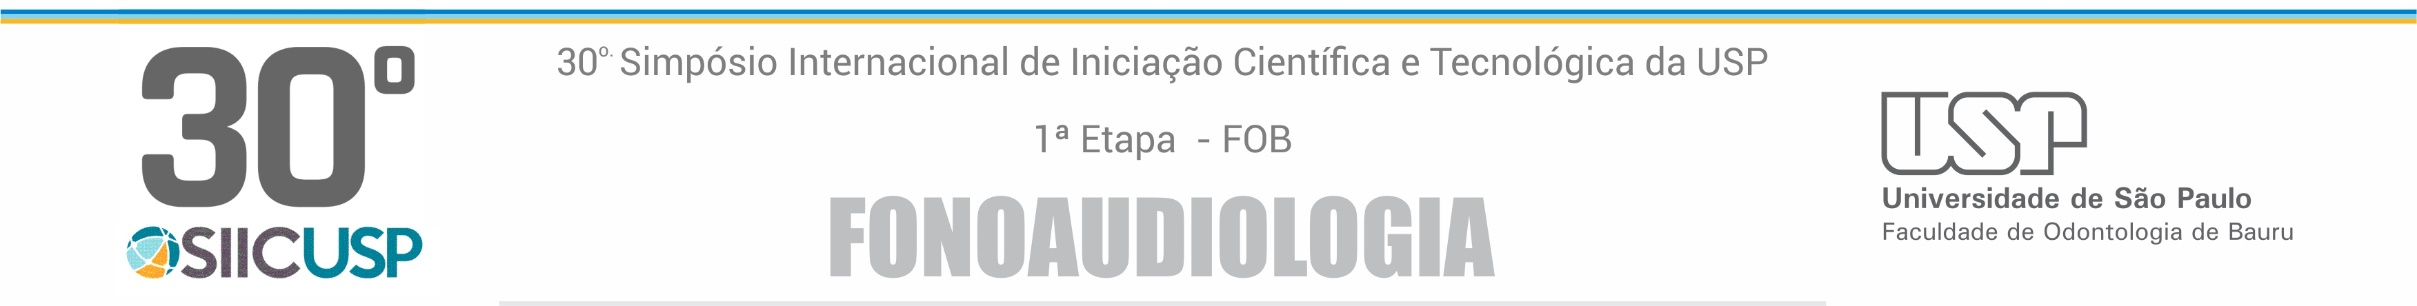 30º
SIICUSP
30º. Simpósio Internacional de Iniciação Científica e Tecnológica da USP
1ª Etapa - FOB
FONOAUDIOLOGIA
USP
Universidade de São Paulo
Faculdade de Odontologia de Bauru